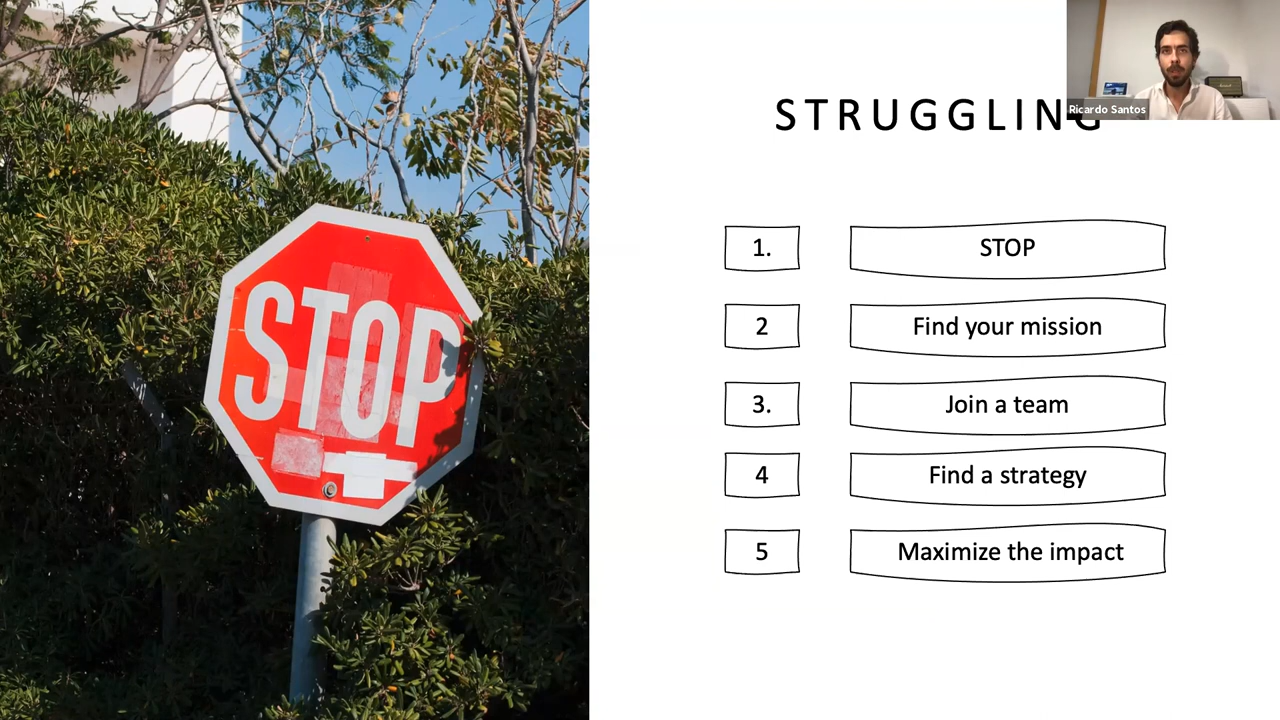 STRUGGLING
Ricardo Santos
STOP
1. STOP
2 Find your mission
3. Join a team
4 Find a strategy
5 Maximize the impact